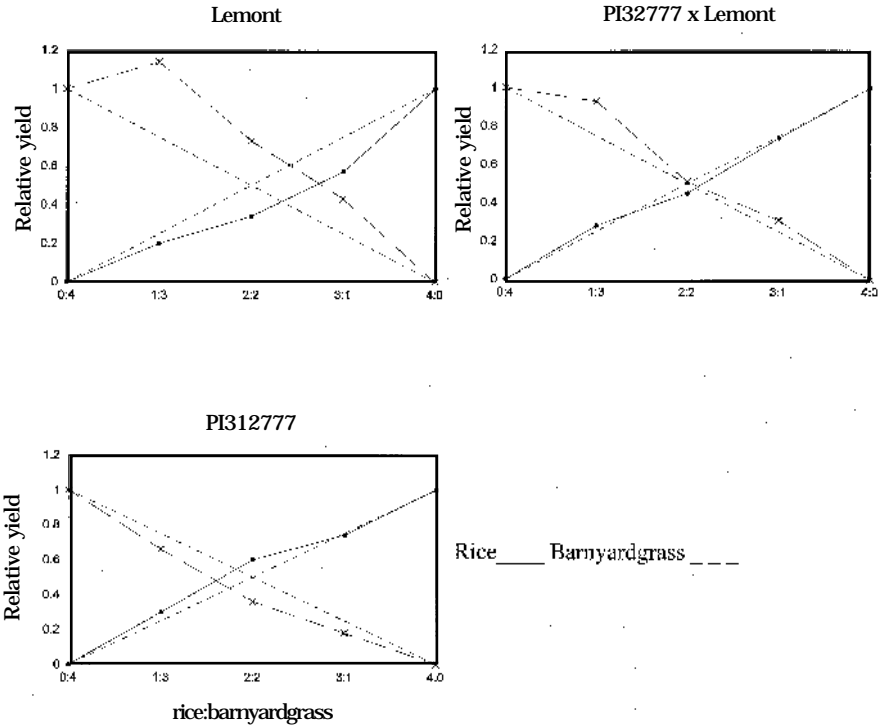 Lemont
PI32777 x Lemont
Relative yield
1.2
1
0.8
0.6
0.4
0.2
0
0:4 1:3 2:2 3:1 4:0
Relative yield
1.2
1
0.8
0.6
0.4
0.2
0
0:4 1:3 2:2 3:1 4:0
PI312777
Relative yield
1.2
1
0.8
0.6
0.4
0.2
0
0:4 1:3 2:2 3:1 4:0
rice:barnyardgrass
Rice____ Barnyardgrass _ _ _